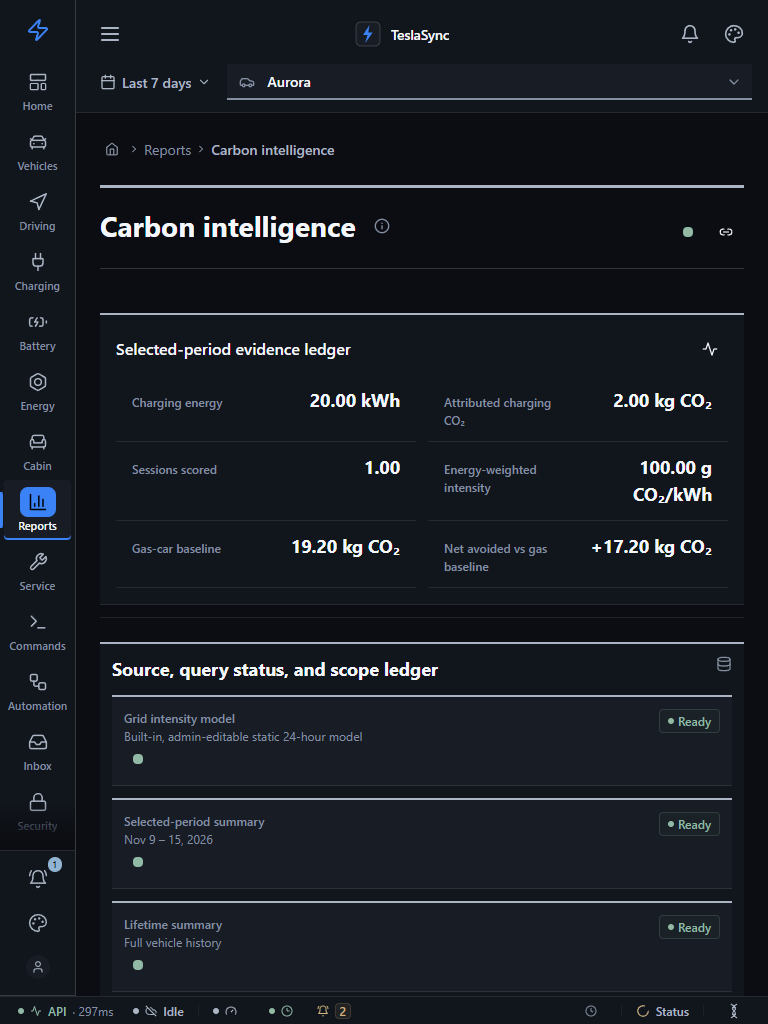 TeslaSync
Last 7 days
Aurora
Home
Vehicles
Driving
Charging
Battery
Energy
Cabin
Reports
Service
Commands
Automation
Inbox
Security
1
Reports
Carbon intelligence
Carbon intelligence
Selected-period evidence ledger
Charging energy
20.00 kWh
Attributed charging
CO₂
2.00 kg CO₂
Sessions scored
1.00
Energy-weighted
intensity
100.00 g
CO₂/kWh
Gas-car baseline
19.20 kg CO₂
Net avoided vs gas
baseline
+17.20 kg CO₂
Source, query status, and scope ledger
Grid intensity model
Built-in, admin-editable static 24-hour model
Ready
Selected-period summary
Nov 9 – 15, 2026
Ready
Lifetime summary
Full vehicle history
Ready
API · 297ms
Idle
2
Status